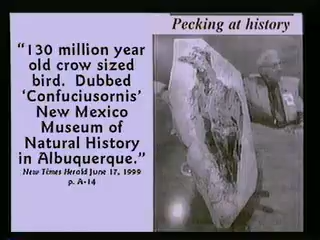 Pecking at history
“130 million year
old crow sized
bird. Dubbed
‘Confuciusornis’
New Mexico
Museum of
Natural History
in Albuquerque.”
New Times Herald June 17, 1999
p. A-14